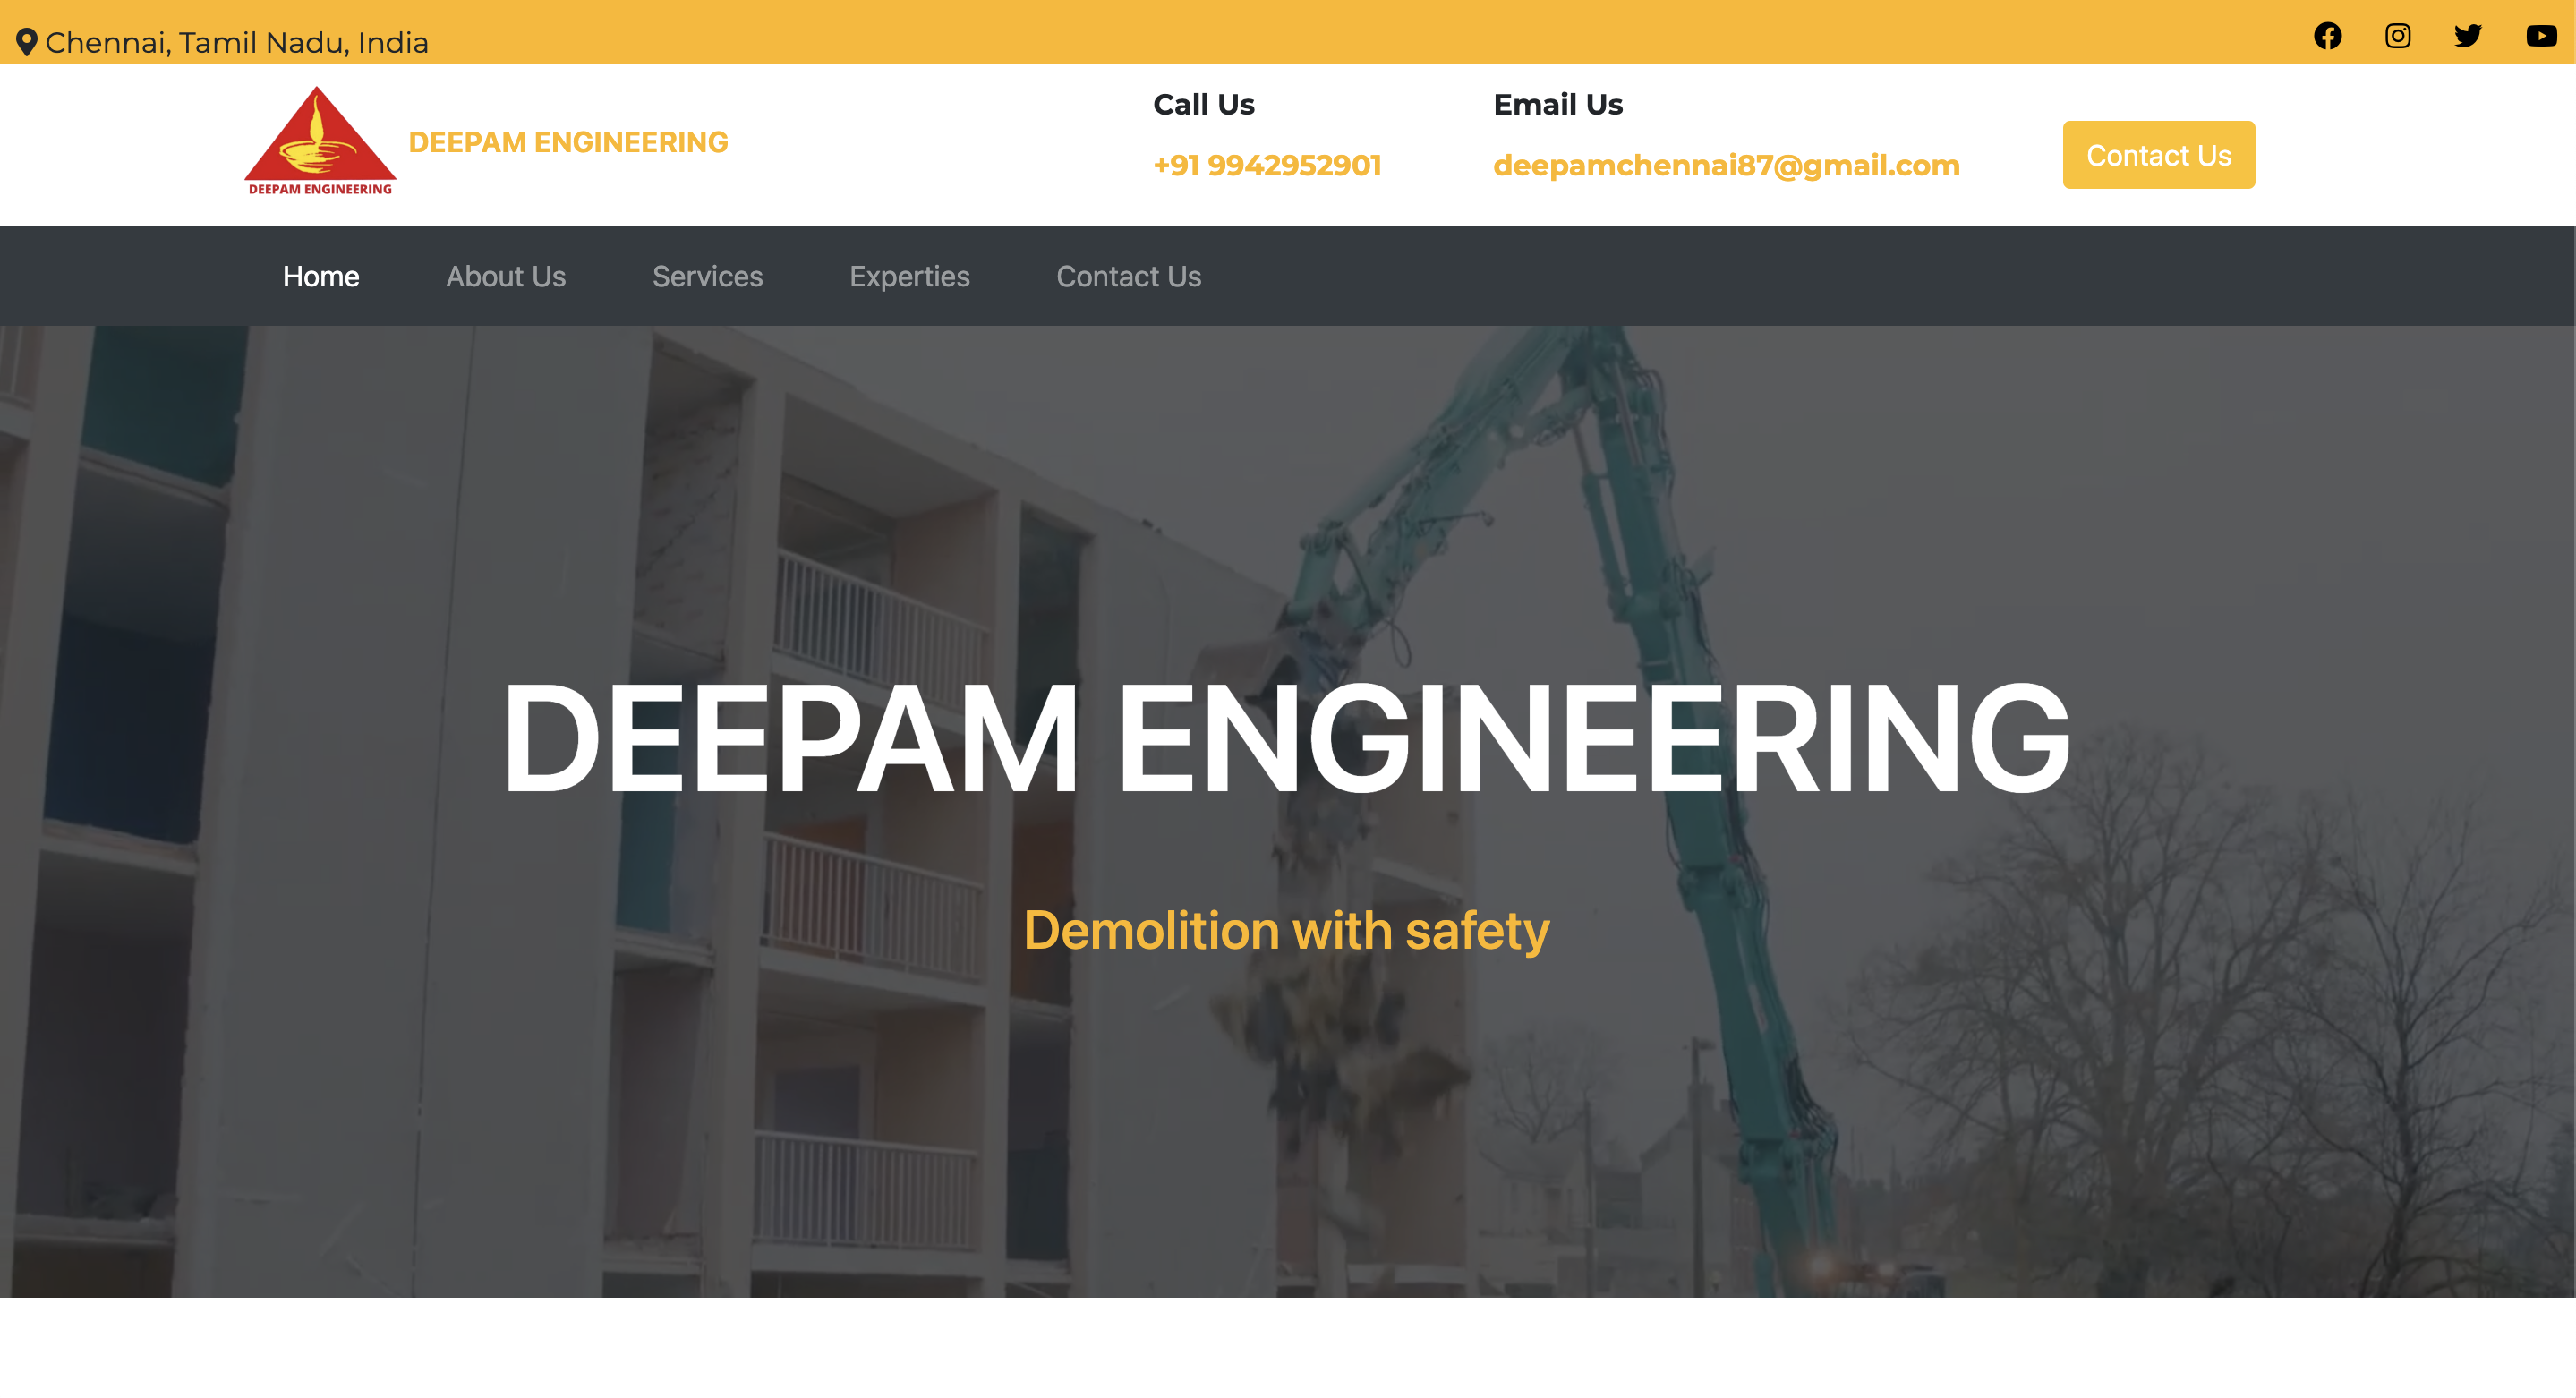 Chennai, Tamil Nadu, India
DEEPAM ENGINEERING
DEEPAM ENGINEERING
Call Us
+91 9942952901
Email Us
deepamchennai87@gmail.com
Contact Us
Home
About Us
Services
Experties
Contact Us
DEEPAM ENGINEERING
Demolition with safety